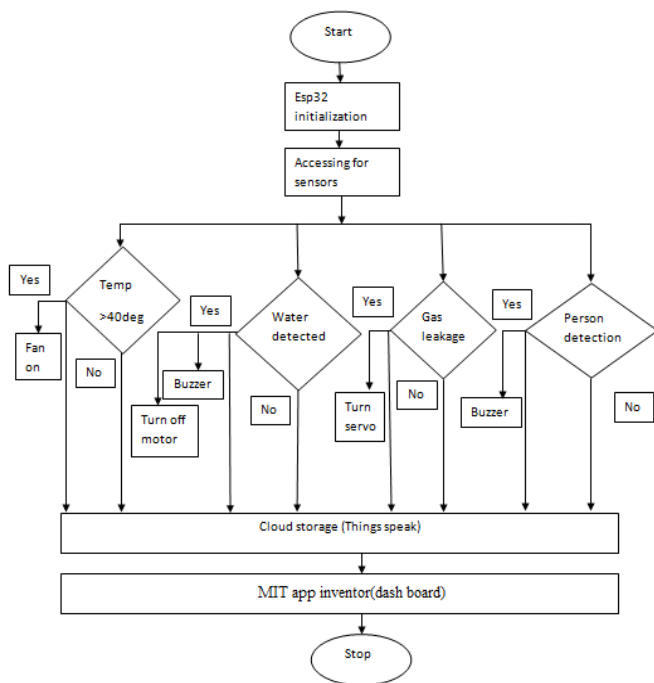 Start
Esp32
initialization
Accessing for
sensors
Yes
Temp
>40deg
Fan
on
No
Yes
Water
detected
Buzzer
Turn off
motor
No
Yes
Gas
leakage
Turn
servo
No
Yes
Person
detection
Buzzer
No
Cloud storage (Things speak)
MIT app inventor(dash board)
Stop